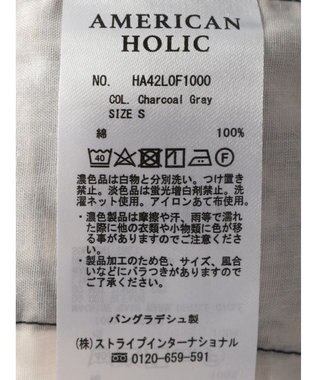 AMERICAN
HOLIC
NO. HA42L0F1000
COL. Charcoal Gray
SIZE S
綿 100%
40 F
濃色品は白物と分別洗い。つけ置き
禁止。淡色品は蛍光増白剤禁止。洗
濯ネット使用。アイロンあて布使用。
・濃色製品は摩擦や汗、雨等で濡れ
た際に他の衣類や小物類に色が移
る事がありますのでご注意くださ
い。
・製品加工のため色、サイズ、風合
いなどにバラつきがありますので
ご了承ください。
バングラデシュ製
(株)ストライプインターナショナル
0120-659-591